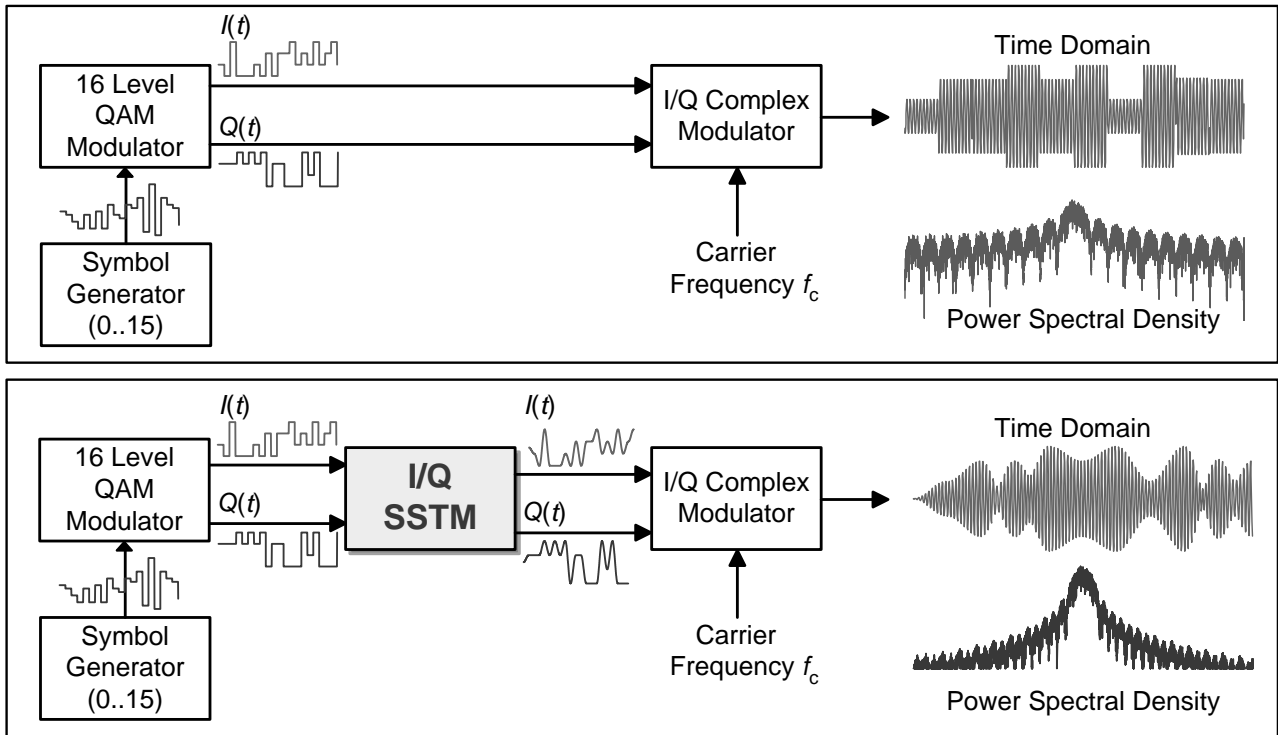 I(t)
16 Level
QAM
Modulator
Q(t)
Symbol
Generator
(0..15)
I/Q Complex
Modulator
Carrier
Frequency fc
Time Domain
Power Spectral Density
I(t)
16 Level
QAM
Modulator
Q(t)
Symbol
Generator
(0..15)
I/Q
SSTM
I(t)
Q(t)
I/Q Complex
Modulator
Carrier
Frequency fc
Time Domain
Power Spectral Density